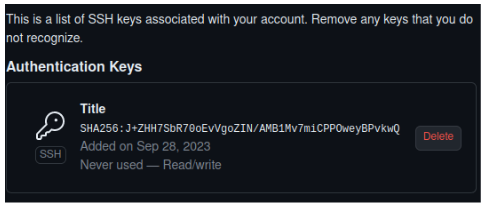 This is a list of SSH keys associated with your account. Remove any keys that you do
not recognize.
Authentication Keys
Title
SHA256:J+ZHH7SbR70oEvVgoZIN/AMB1Mv7miCPPOweyBPvkwQ
Added on Sep 28, 2023
Never used — Read/write
SSH
Delete